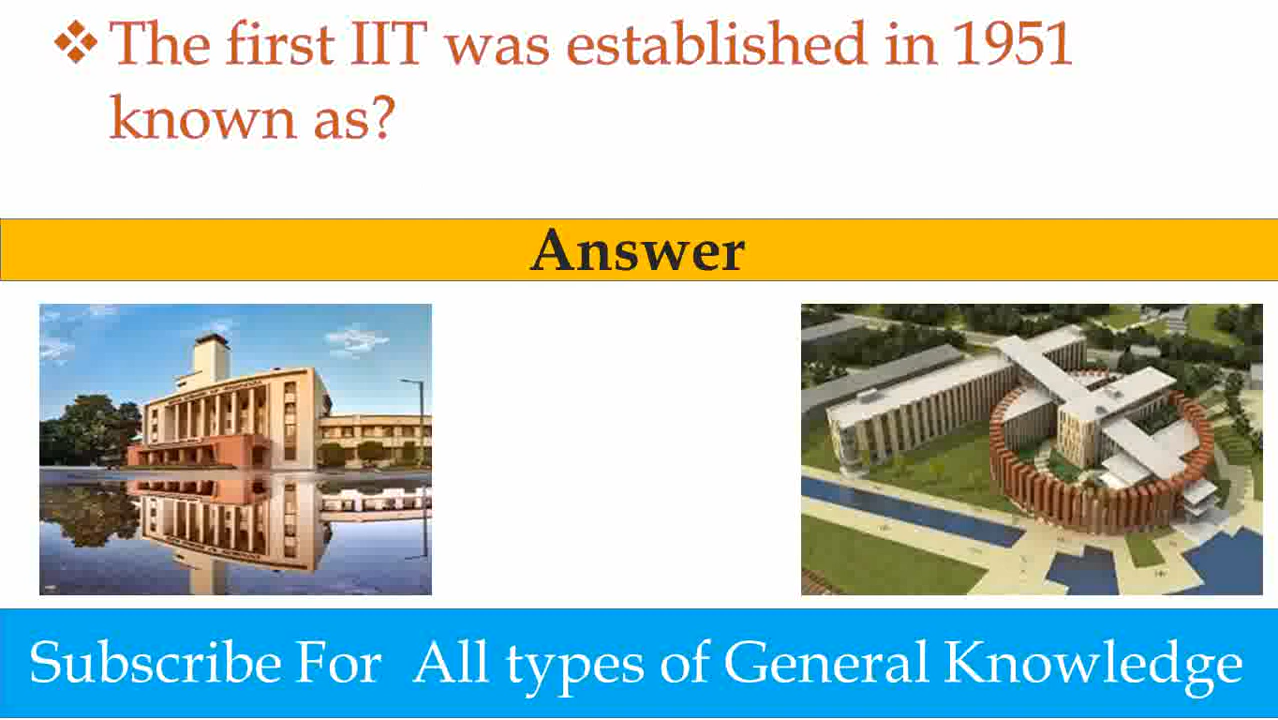 ❖The first IIT was established in 1951
known as?
Answer
Subscribe For All types of General Knowledge